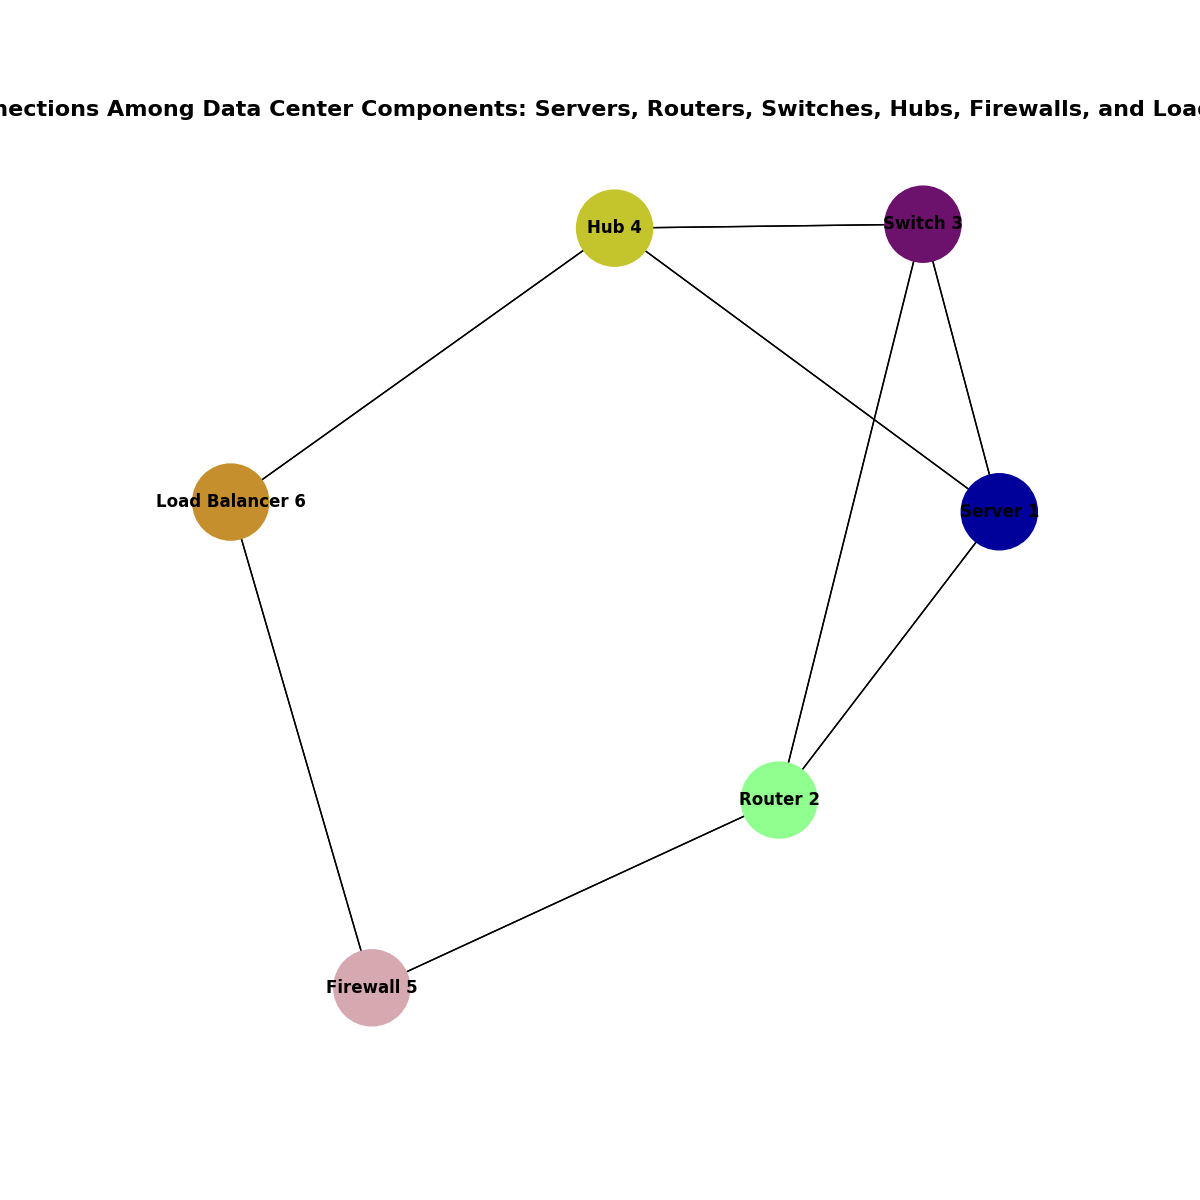 nections Among Data Center Components: Servers, Routers, Switches, Hubs, Firewalls, and Loa
Hub 4
Switch 3
Load Balancer 6
Server 1
Router 2
Firewall 5